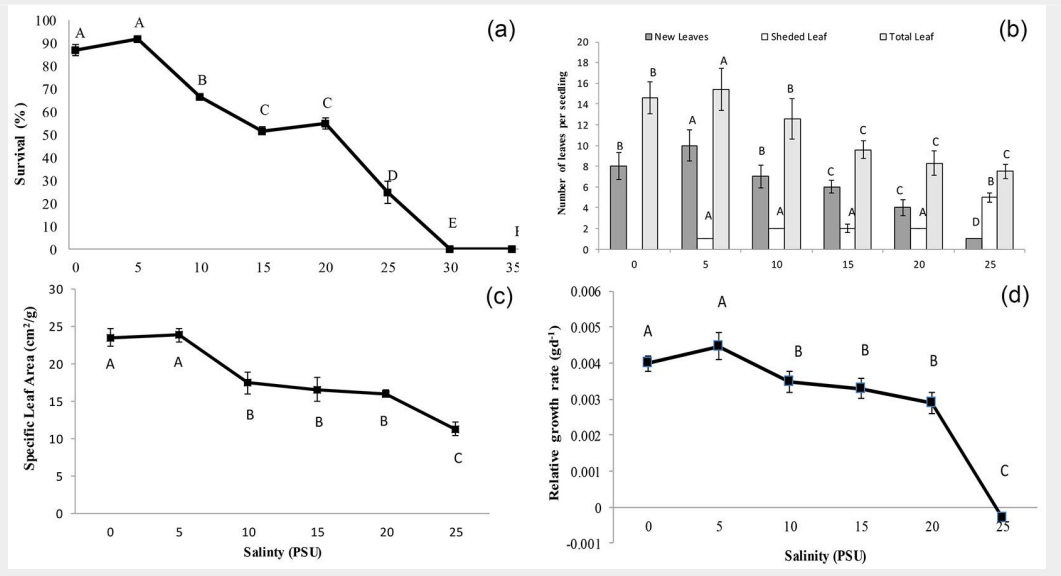 (a)
Survival (%)
100
90
80
70
60
50
40
30
20
10
0
A
A
B
C
C
D
E
0 5 10 15 20 25 30 35
(b)
New Leaves Sheded Leaf Total Leaf
Number of leaves per seedling
20
18
16
14
12
10
8
6
4
2
0
B B
A A A
B A B
C A C
C A C
D B C
0 5 10 15 20 25
(c)
Specific Leaf Area (cm²/g)
30
25
20
15
10
5
0
A
A
B
B
B
C
0 5 10 15 20 25
Salinty (PSU)
(d)
Relative growth rate (gd⁻¹)
0.006
0.005
0.004
0.003
0.002
0.001
0
-0.001
A
A
B
B
B
C
0 5 10 15 20 25
Salinity (PSU)